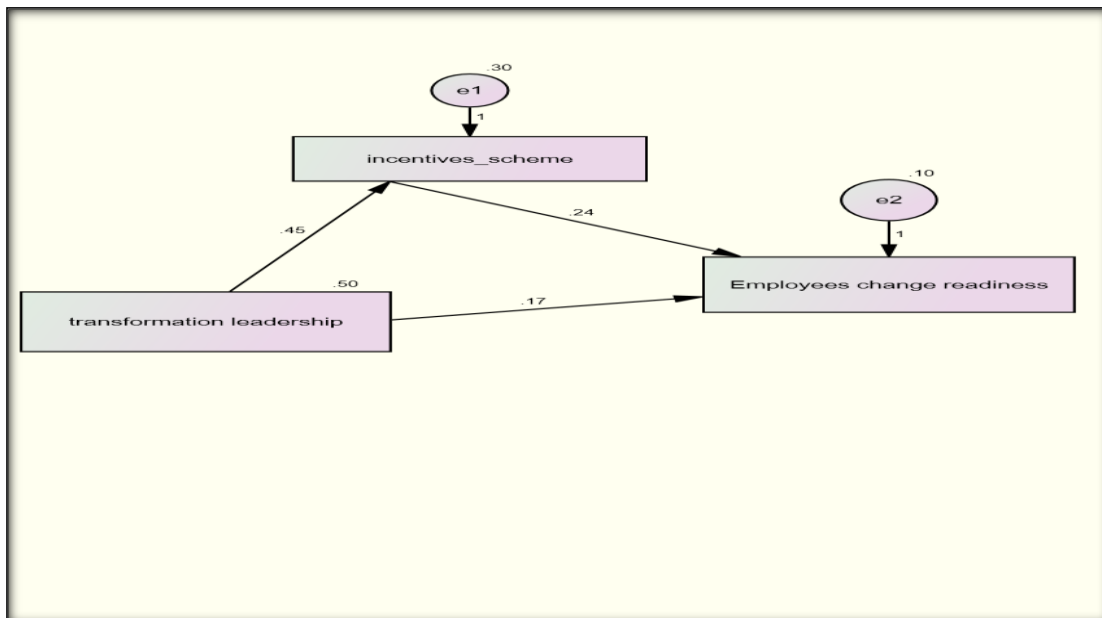 .30
e1
1
incentives_scheme
.10
e2
.45
.24
1
.50
Employees change readiness
.17
transformation leadership